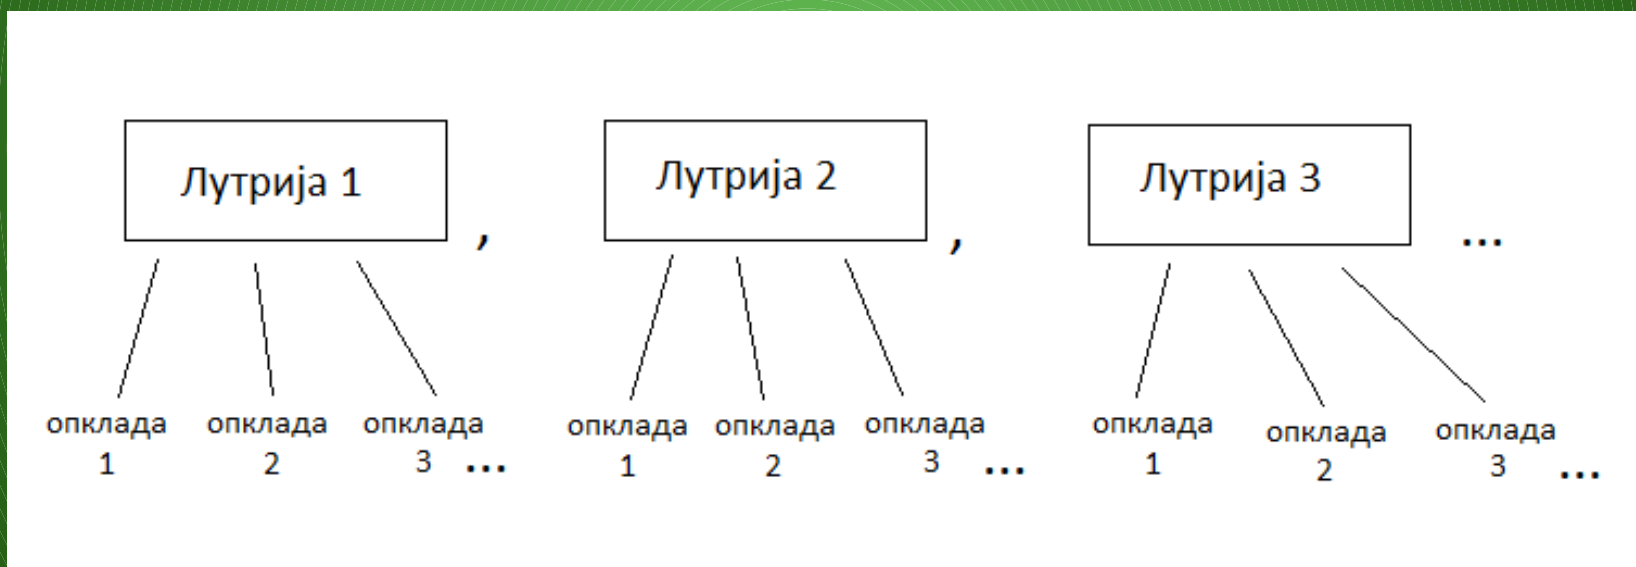 Лутрија 1 , Лутрија 2 , Лутрија 3 ...
опклада опклада опклада опклада опклада опклада опклада опклада опклада
1 2 3 ... 1 2 3 ... 1 2 3 ...